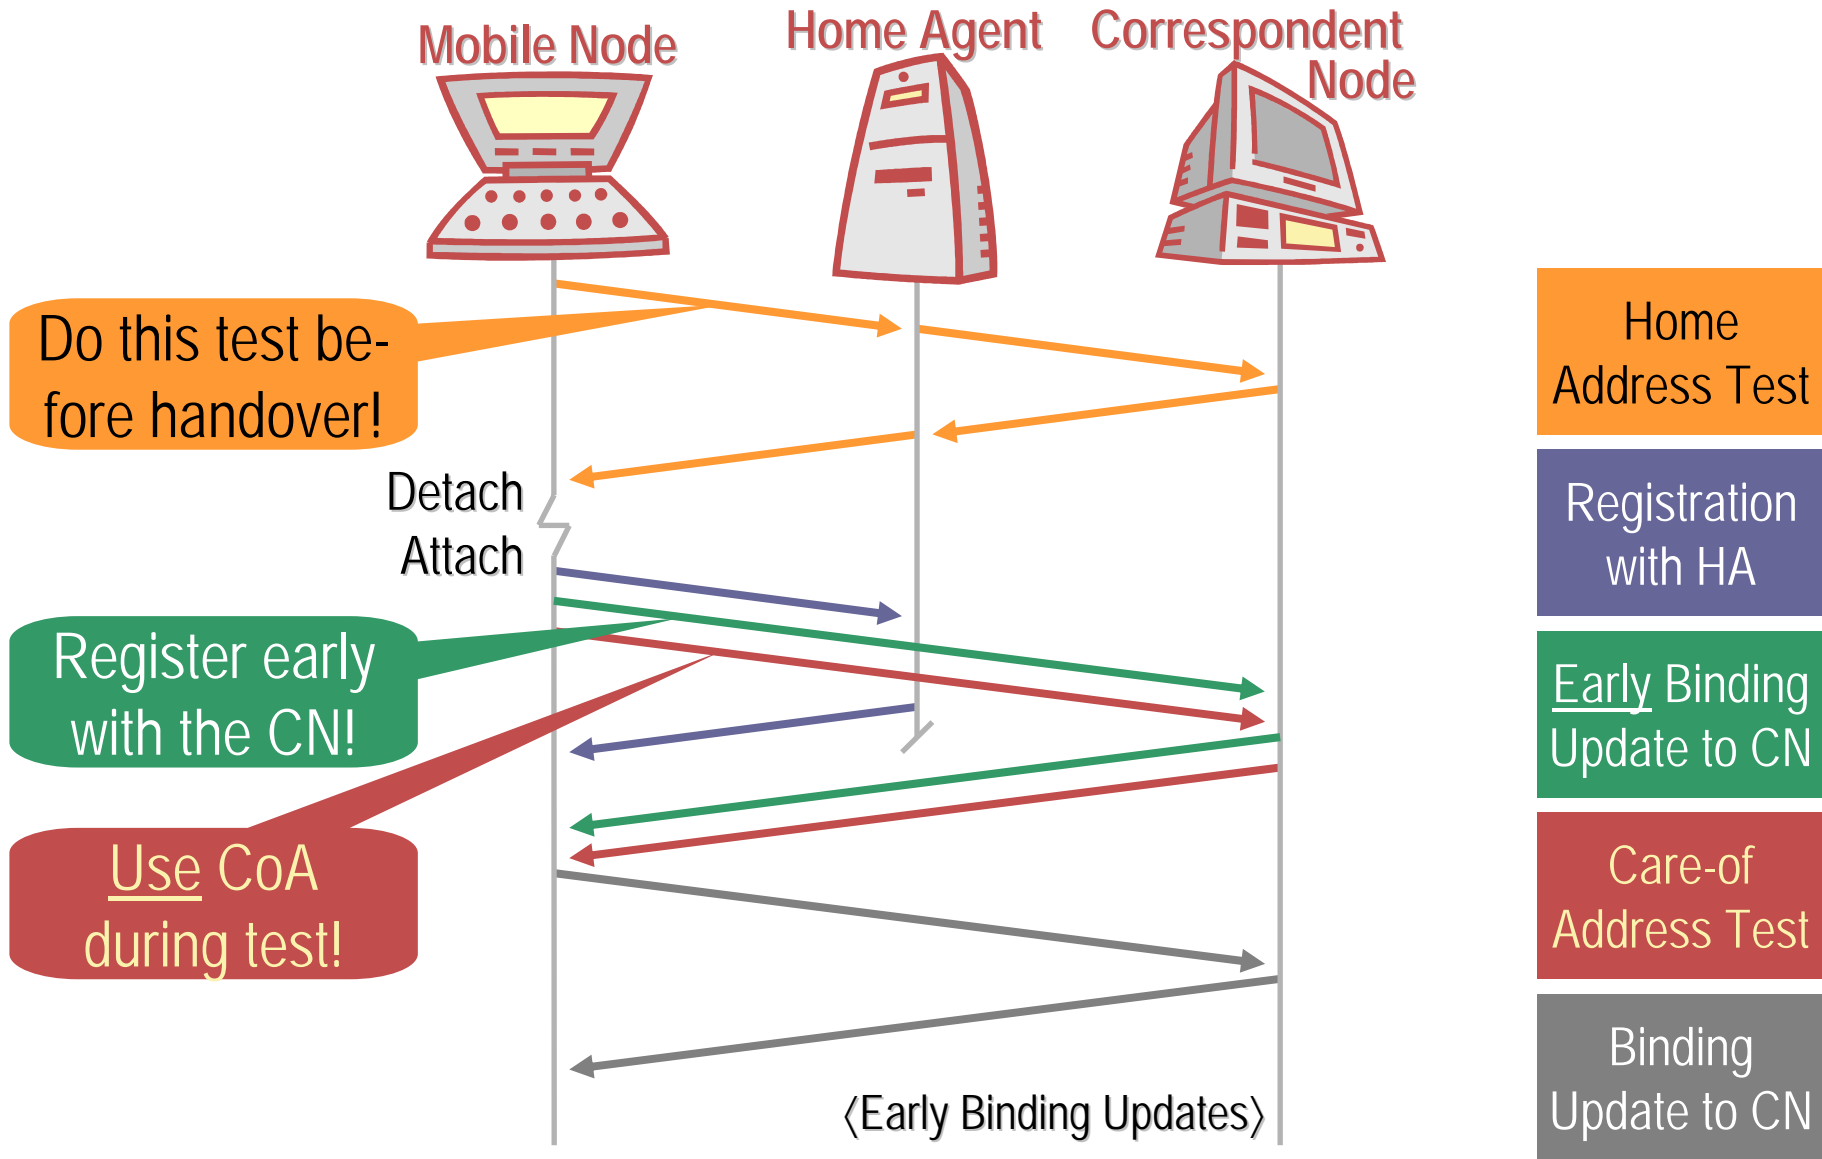 Mobile Node
Home Agent
Correspondent
Node
Do this test be-
fore handover!
Detach
Attach
Register early
with the CN!
Use CoA
during test!
〈Early Binding Updates〉
Home
Address Test
Registration
with HA
Early Binding
Update to CN
Care-of
Address Test
Binding
Update to CN